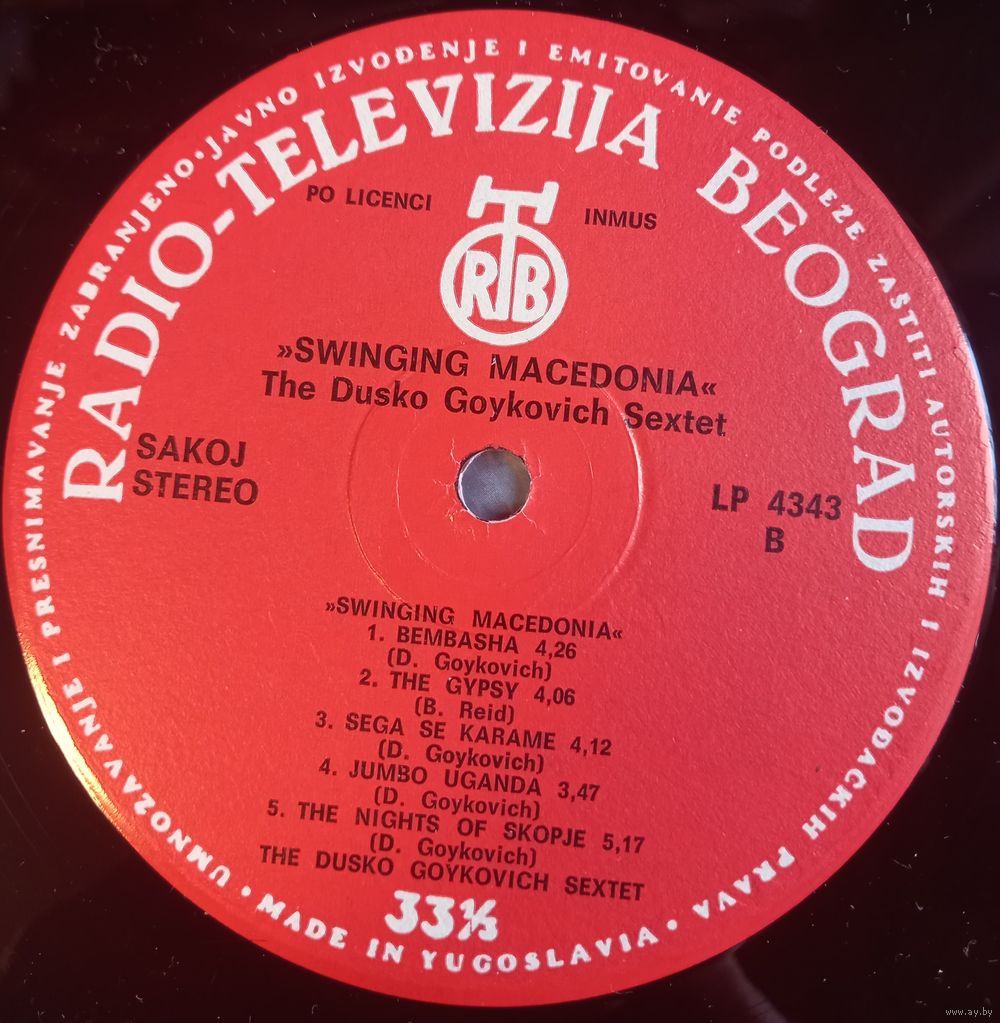 UMNOŽAVANJE I PRESNIMAVANJE ZABRANJENO • JAVNO IZVOĐENJE I EMITOVANJE PODLEŽE ZAŠTITI AUTORSKIH I IZVOĐAČKIH PRAVA •
RADIO-TELEVIZIJA BEOGRAD
PO LICENCI
INMUS
RTB
»SWINGING MACEDONIA«
The Dusko Goykovich Sextet
SAKOJ
STEREO
LP 4343
B
»SWINGING MACEDONIA«
1. BEMBASHA 4,26
(D. Goykovich)
2. THE GYPSY 4,06
(B. Reid)
3. SEGA SE KARAME 4,12
(D. Goykovich)
4. JUMBO UGANDA 3,47
(D. Goykovich)
5. THE NIGHTS OF SKOPJE 5,17
(D. Goykovich)
THE DUSKO GOYKOVICH SEXTET
33⅓
MADE IN YUGOSLAVIA •
www.ay.by